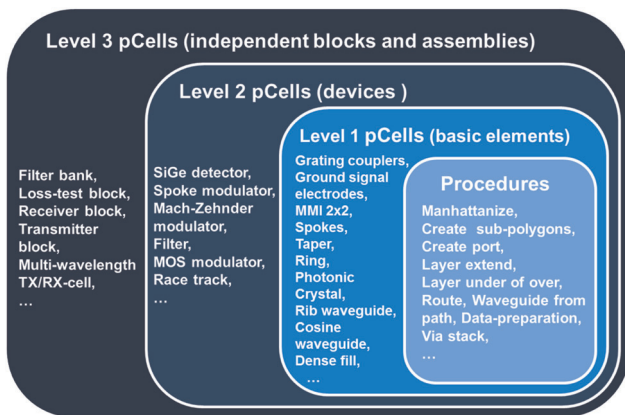 Level 3 pCells (independent blocks and assemblies)
Level 2 pCells (devices )
Level 1 pCells (basic elements)
Filter bank,
Loss-test block,
Receiver block,
Transmitter
block,
Multi-wavelength
TX/RX-cell,
...
SiGe detector,
Spoke modulator,
Mach-Zehnder
modulator,
Filter,
MOS modulator,
Race track,
...
Grating couplers,
Ground signal
electrodes,
MMI 2x2,
Spokes,
Taper,
Ring,
Photonic
Crystal,
Rib waveguide,
Cosine
waveguide,
Dense fill,
...
Procedures
Manhattanize,
Create sub-polygons,
Create port,
Layer extend,
Layer under of over,
Route, Waveguide from
path, Data-preparation,
Via stack,
...